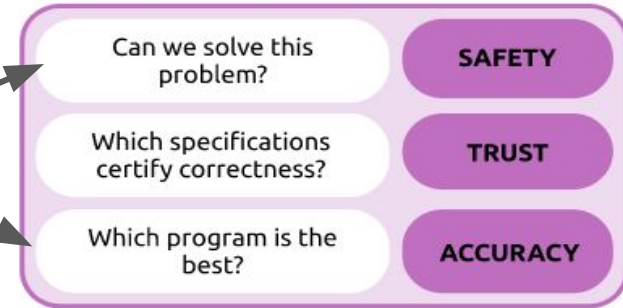 Can we solve this
problem?
SAFETY
Which specifications
certify correctness?
TRUST
Which program is the
best?
ACCURACY